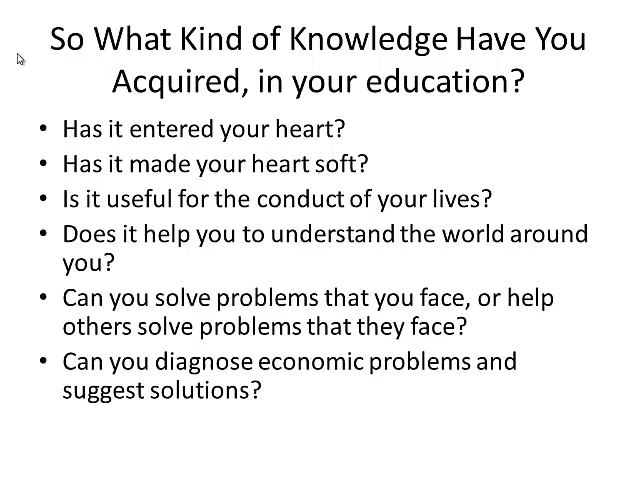 So What Kind of Knowledge Have You
Acquired, in your education?
• Has it entered your heart?
• Has it made your heart soft?
• Is it useful for the conduct of your lives?
• Does it help you to understand the world around
you?
• Can you solve problems that you face, or help
others solve problems that they face?
• Can you diagnose economic problems and
suggest solutions?